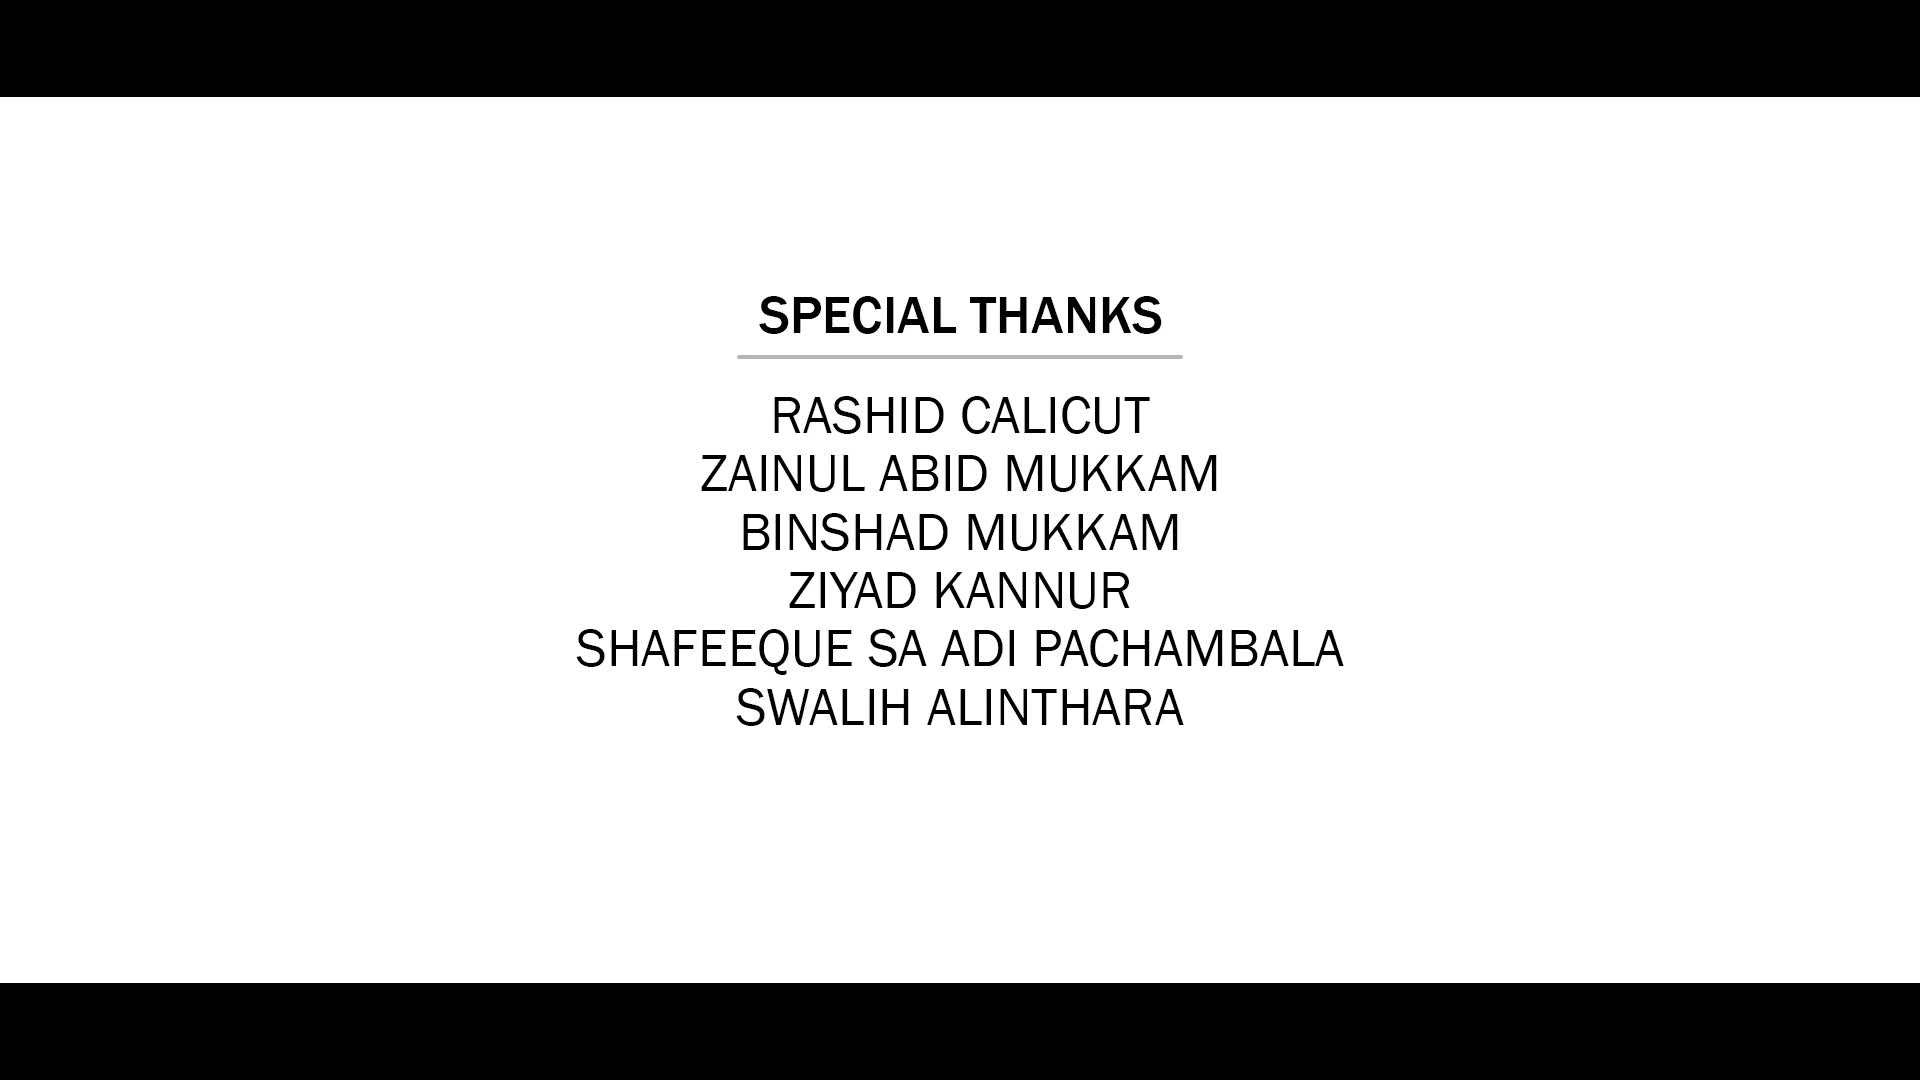 SPECIAL THANKS
RASHID CALICUT
ZAINUL ABID MUKKAM
BINSHAD MUKKAM
ZIYAD KANNUR
SHAFEEQUE SA ADI PACHAMBALA
SWALIH ALINTHARA